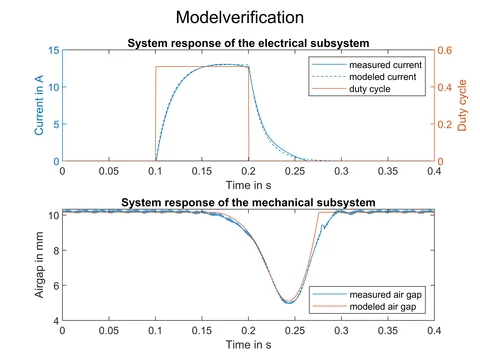 Modelverification
System response of the electrical subsystem
15
10
5
0
Current in A
0.6
0.4
0.2
0
Duty cycle
measured current
modeled current
duty cycle
0 0.05 0.1 0.15 0.2 0.25 0.3 0.35 0.4
Time in s
System response of the mechanical subsystem
10
8
6
4
Airgap in mm
measured air gap
modeled air gap
0 0.05 0.1 0.15 0.2 0.25 0.3 0.35 0.4
Time in s